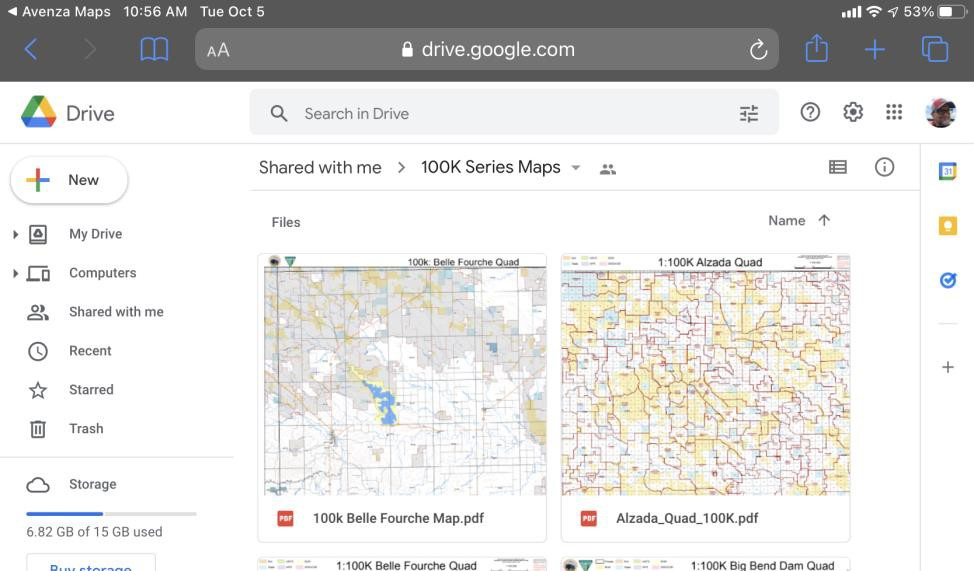 ◀ Avenza Maps 10:56 AM Tue Oct 5 53%
AA drive.google.com
Drive Search in Drive
Shared with me > 100K Series Maps
New
31
Files Name ↑
My Drive
Computers
Shared with me
Recent
Starred
Trash
Storage
6.82 GB of 15 GB used
Buy storage
100k: Belle Fourche Quad
1:100K Alzada Quad
PDF 100k Belle Fourche Map.pdf
PDF Alzada_Quad_100K.pdf
1:100K Belle Fourche Quad
1:100K Big Bend Dam Quad